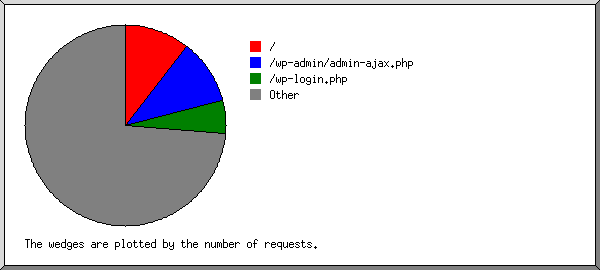 /
/wp-admin/admin-ajax.php
/wp-login.php
Other
The wedges are plotted by the number of requests.